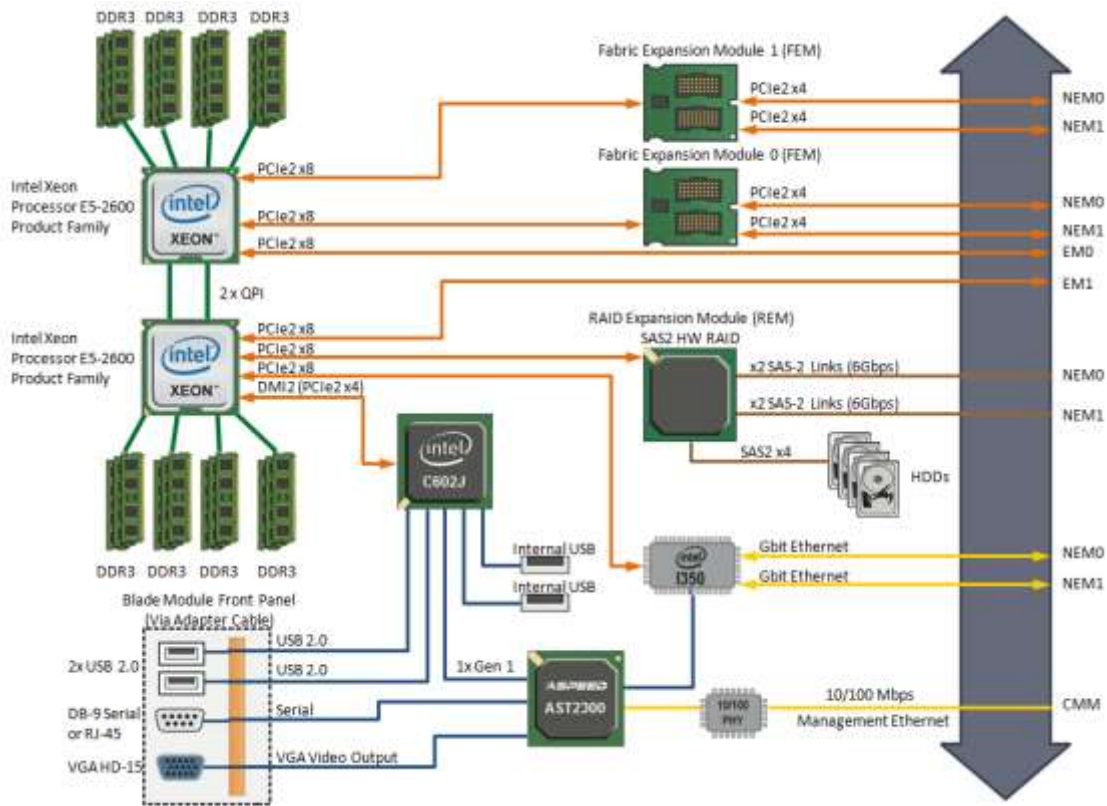 DDR3 DDR3 DDR3 DDR3
Fabric Expansion Module 1 (FEM)
PCIe2 x4
NEM0
PCIe2 x4
NEM1
Fabric Expansion Module 0 (FEM)
PCIe2 x8
Intel Xeon
Processor E5-2600
Product Family
intel
XEON™
PCIe2 x4
NEM0
PCIe2 x8
PCIe2 x4
NEM1
PCIe2 x8
EM0
EM1
2 x QPI
RAID Expansion Module (REM)
SAS2 HW RAID
Intel Xeon
Processor E5-2600
Product Family
intel
XEON™
PCIe2 x8
PCIe2 x8
PCIe2 x8
DMI2 (PCIe2 x4)
x2 SAS-2 Links (6Gbps)
NEM0
x2 SAS-2 Links (6Gbps)
NEM1
SAS2 x4
HDDs
intel
C602J
Internal USB
Internal USB
intel
I350
Gbit Ethernet
NEM0
Gbit Ethernet
NEM1
DDR3 DDR3 DDR3 DDR3
Blade Module Front Panel
(Via Adapter Cable)
2x USB 2.0
USB 2.0
USB 2.0
1x Gen 1
DB-9 Serial
or RJ-45
Serial
VGA HD-15
VGA Video Output
ASPEED
AST2300
10/100
PHY
10/100 Mbps
Management Ethernet
CMM